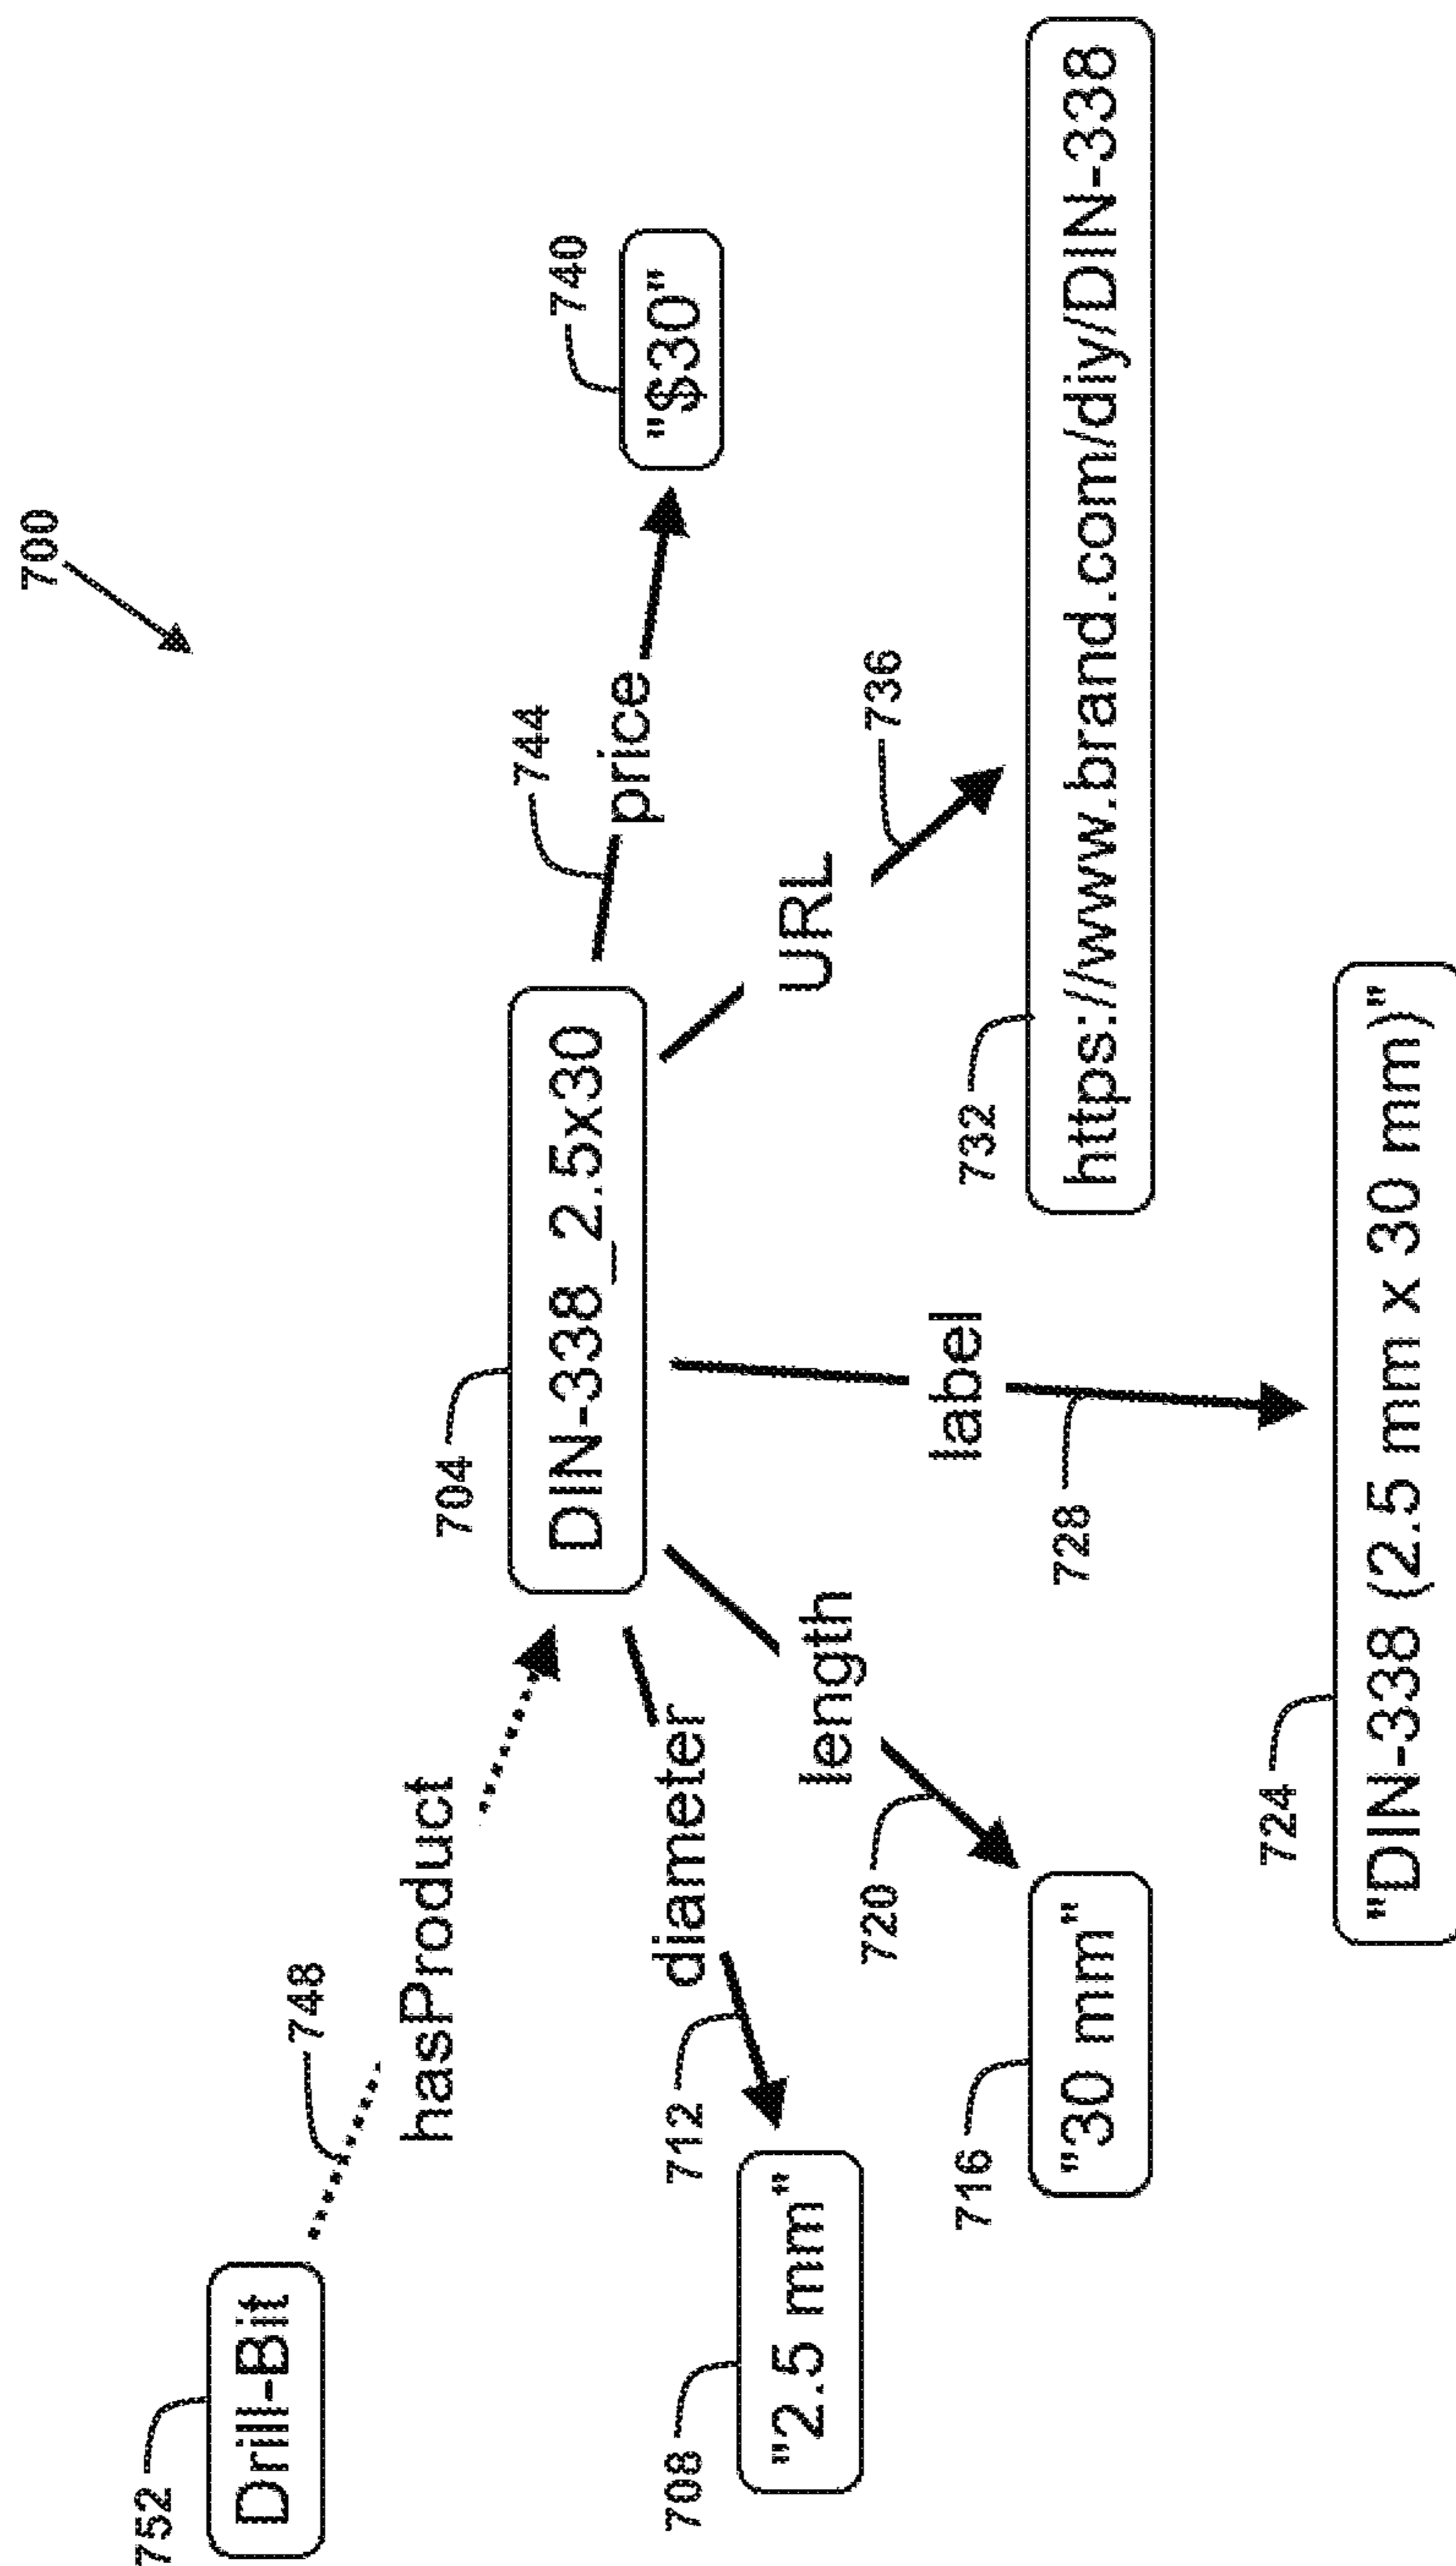 700
752
Drill-Bit
748
hasProduct
704
DIN-338_2.5x30
744
price
740
"$30"
708
"2.5 mm"
712
diameter
length
720
716
"30 mm"
label
728
URL
736
732
https://www.brand.com/diy/DIN-338
724
"DIN-338 (2.5 mm x 30 mm)"